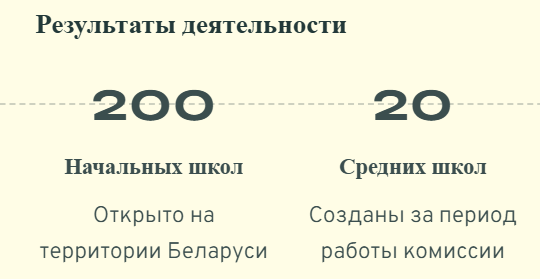 Результаты деятельности
200 20
Начальных школ Средних школ
Открыто на Созданы за период
территории Беларуси работы комиссии